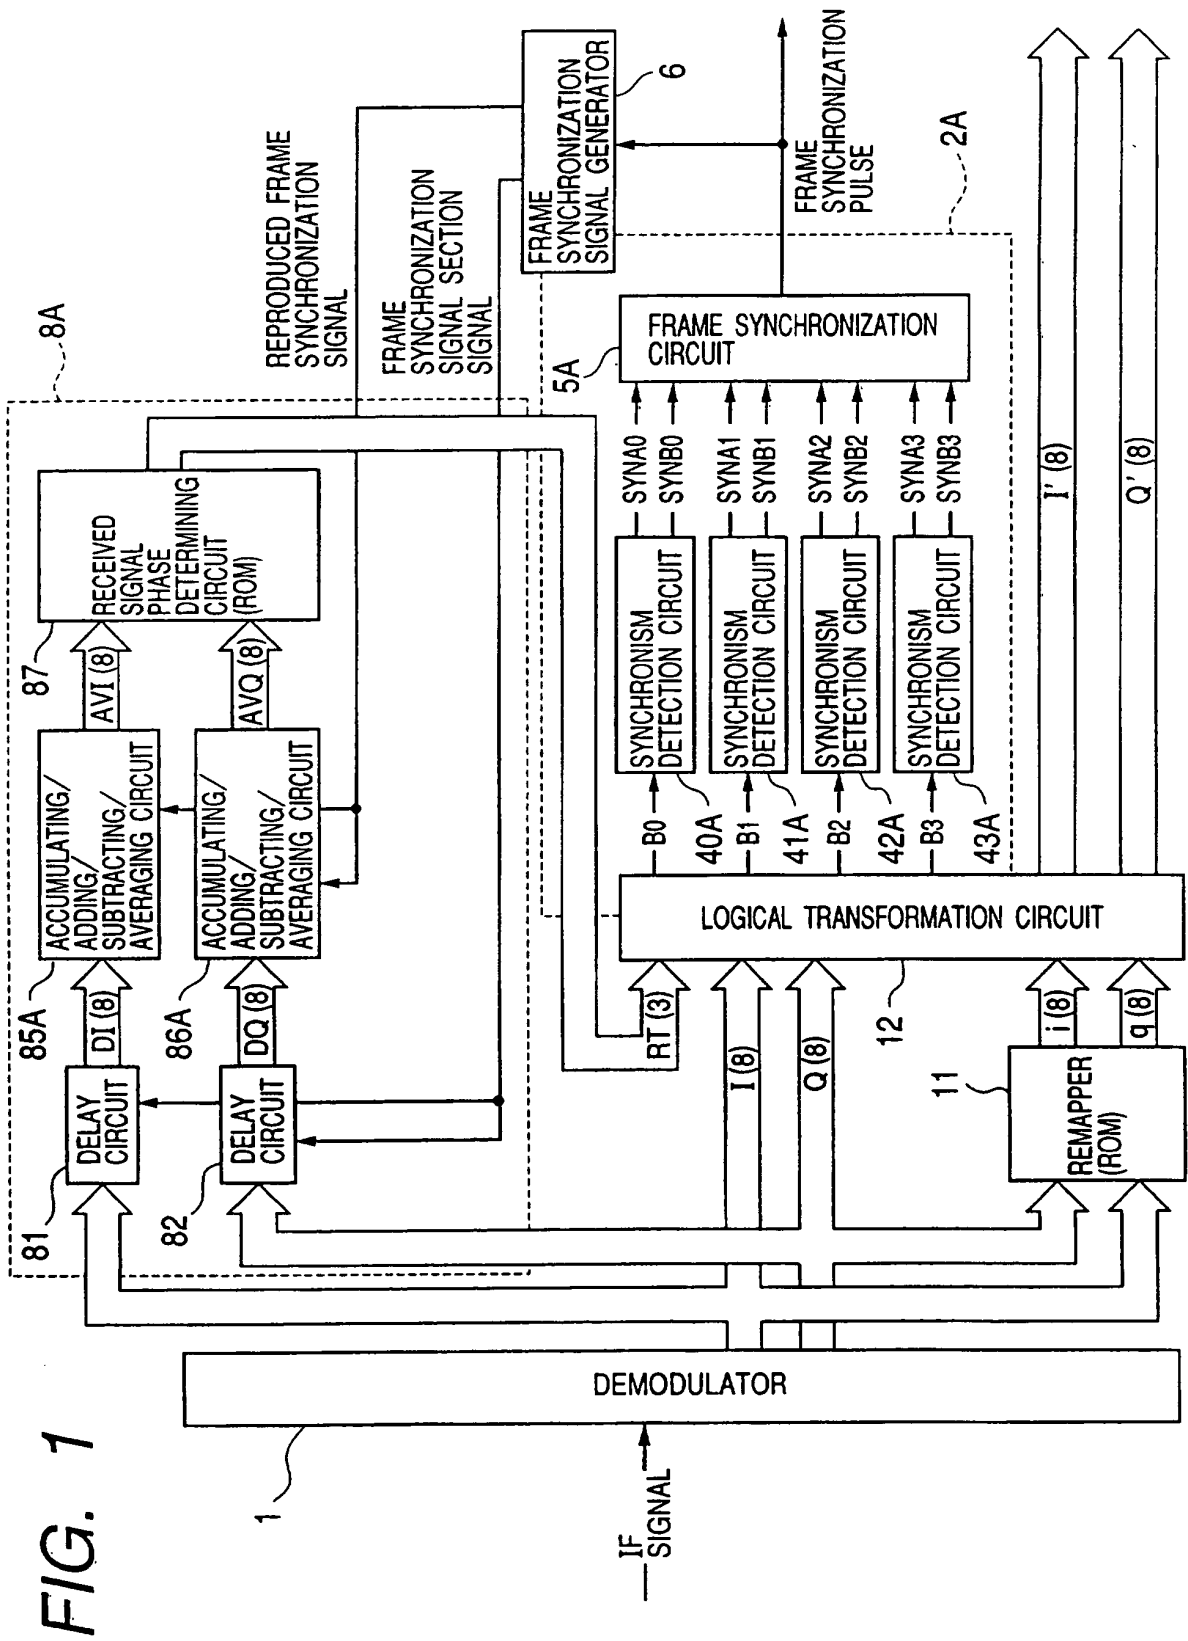 FIG. 1
8A
REPRODUCED FRAME
SYNCHRONIZATION
SIGNAL
FRAME
SYNCHRONIZATION
SIGNAL SECTION
SIGNAL
81
DELAY
CIRCUIT
DI (8)
85A
ACCUMULATING/
ADDING/
SUBTRACTING/
AVERAGING CIRCUIT
AVI (8)
87
RECEIVED
SIGNAL
PHASE
DETERMINING
CIRCUIT
(ROM)
82
DELAY
CIRCUIT
DQ (8)
86A
ACCUMULATING/
ADDING/
SUBTRACTING/
AVERAGING CIRCUIT
AVQ (8)
FRAME
SYNCHRONIZATION
SIGNAL GENERATOR
6
IF
SIGNAL
1
DEMODULATOR
RT (3)
I (8)
Q (8)
11
REMAPPER
(ROM)
i (8)
q (8)
12
LOGICAL TRANSFORMATION CIRCUIT
B0
40A
SYNCHRONISM
DETECTION CIRCUIT
SYNA0
SYNB0
B1
41A
SYNCHRONISM
DETECTION CIRCUIT
SYNA1
SYNB1
B2
42A
SYNCHRONISM
DETECTION CIRCUIT
SYNA2
SYNB2
B3
43A
SYNCHRONISM
DETECTION CIRCUIT
SYNA3
SYNB3
5A
FRAME SYNCHRONIZATION
CIRCUIT
FRAME
SYNCHRONIZATION
PULSE
2A
I' (8)
Q' (8)